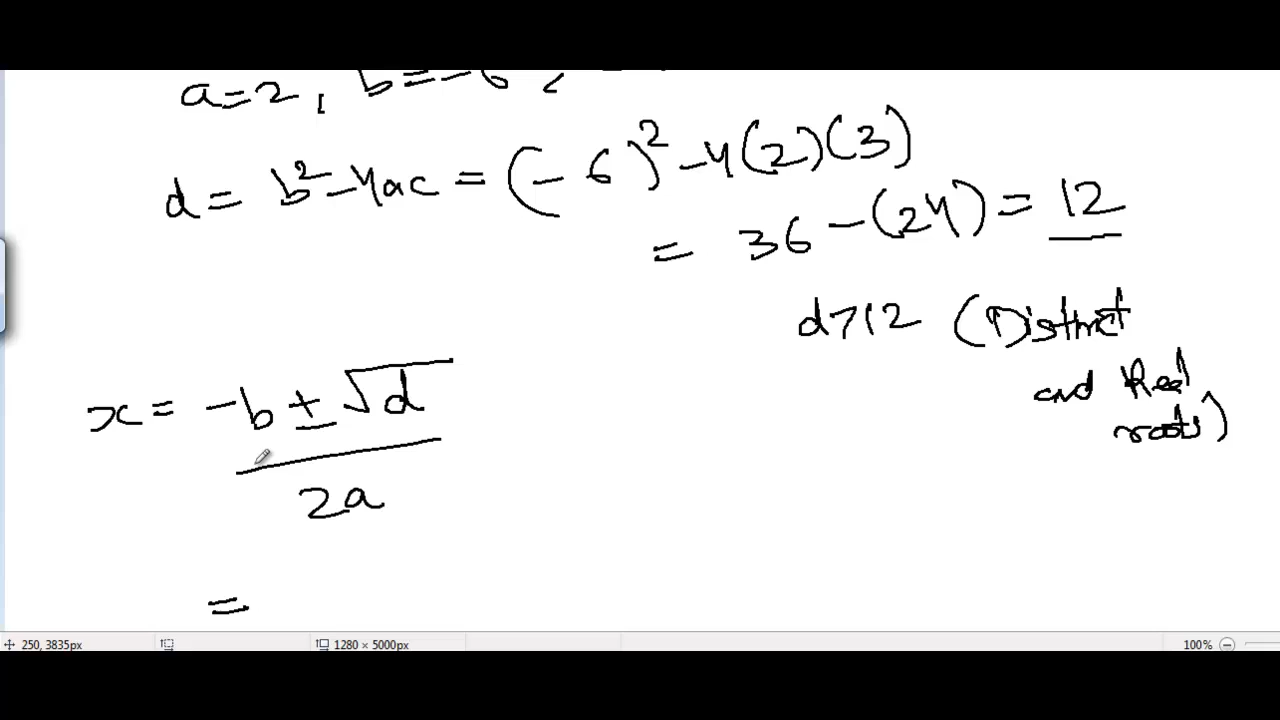 a=2, b=-6,
d = b²-4ac = (-6)²-4(2)(3)
= 36-(24) = 12
d>12 (Distinct
and Real
roots)
x = -b ± √d
2a
=
250, 3835px 1280 × 5000px 100%